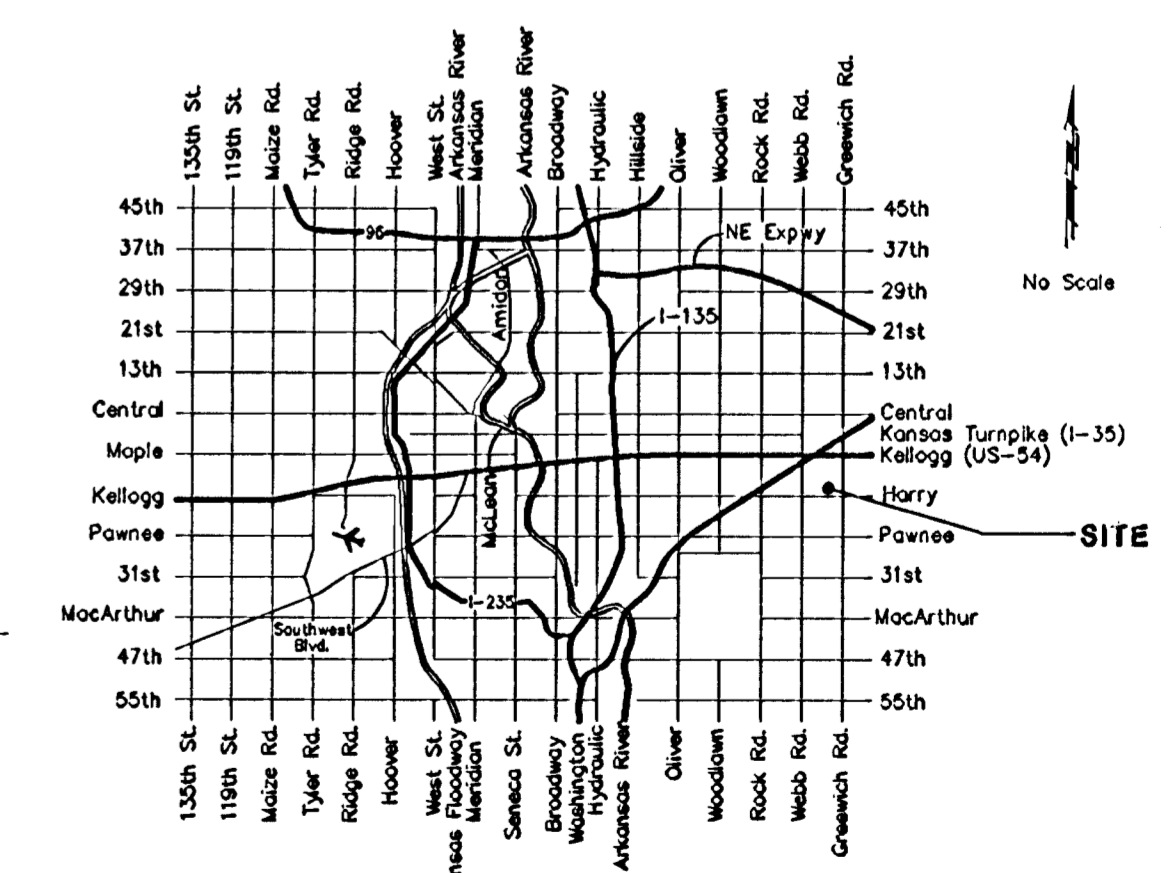 135th St.
119th St.
Maize Rd.
Tyler Rd.
Ridge Rd.
Hoover
West St.
Arkansas River
Meridian
Arkansas River
Broadway
Hydraulic
Hillside
Oliver
Woodlawn
Rock Rd.
Webb Rd.
Greewich Rd.
45th
37th
29th
21st
13th
Central
Maple
Kellogg
Pawnee
31st
MacArthur
47th
55th
96
NE Expwy
Amidon
I-135
McLean
I-235
Southwest
Blvd.
45th
37th
29th
21st
13th
Central
Kansas Turnpike (I-35)
Kellogg (US-54)
Harry
Pawnee
31st
MacArthur
47th
55th
No Scale
SITE
135th St.
119th St.
Maize Rd.
Tyler Rd.
Ridge Rd.
Hoover
West St.
nsas Floodway
Meridian
Seneca St.
Broadway
Washington
Hydraulic
Arkansas River
Oliver
Woodlawn
Rock Rd.
Webb Rd.
Greewich Rd.